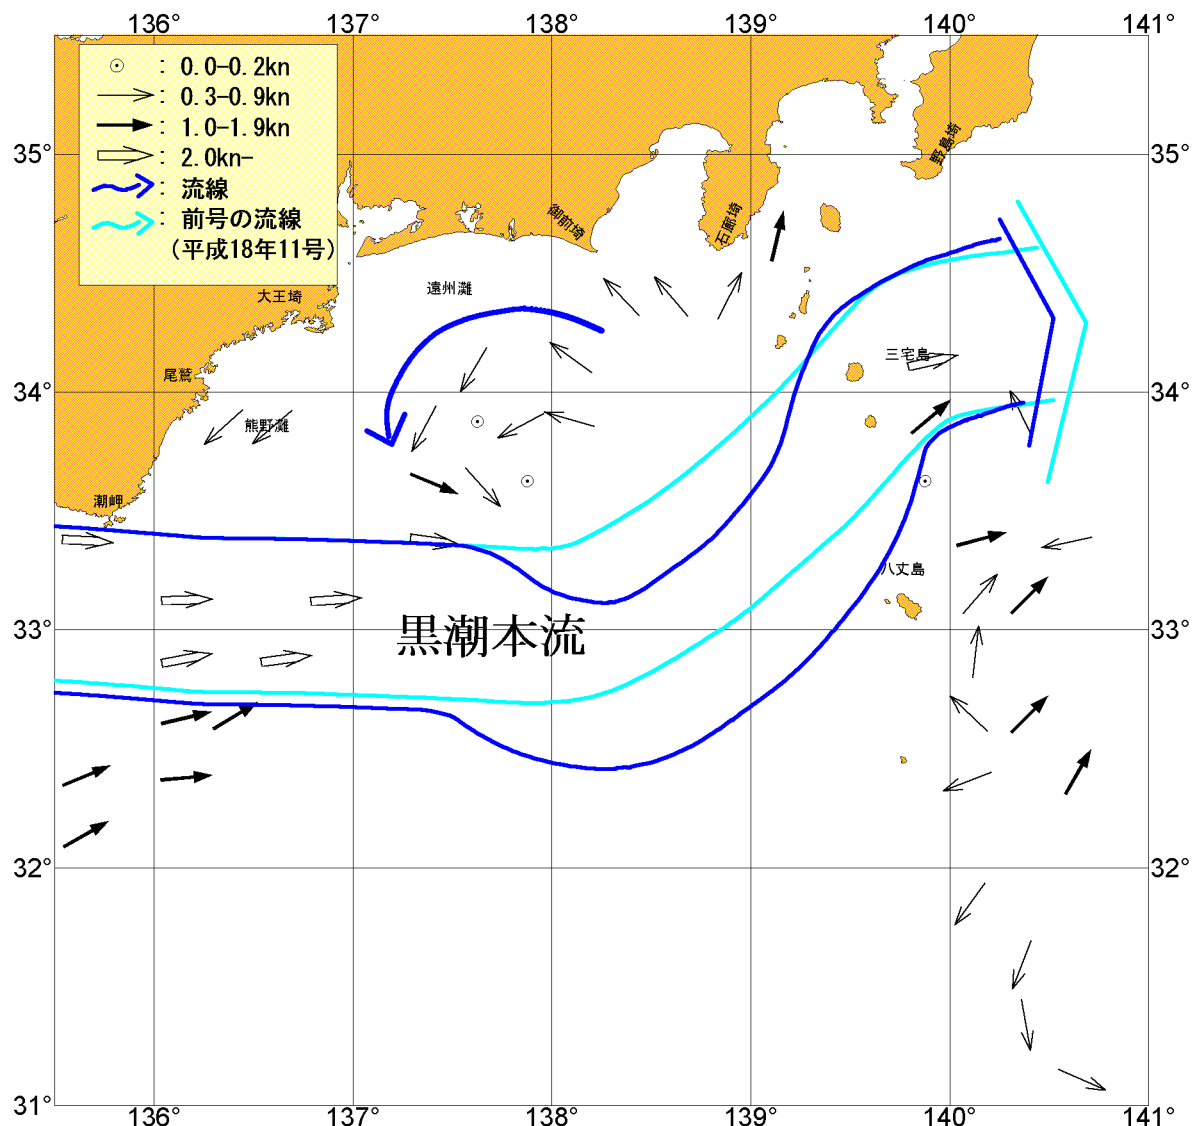 136° 137° 138° 139° 140° 141°
: 0.0-0.2kn
: 0.3-0.9kn
: 1.0-1.9kn
: 2.0kn-
: 流線
: 前号の流線
(平成18年11号)
35° 35°
野島埼
石廊埼
御前埼
遠州灘
大王埼
三宅島
尾鷲
34° 34°
熊野灘
潮岬
八丈島
黒潮本流
33° 33°
32° 32°
31° 31°
136° 137° 138° 139° 140° 141°